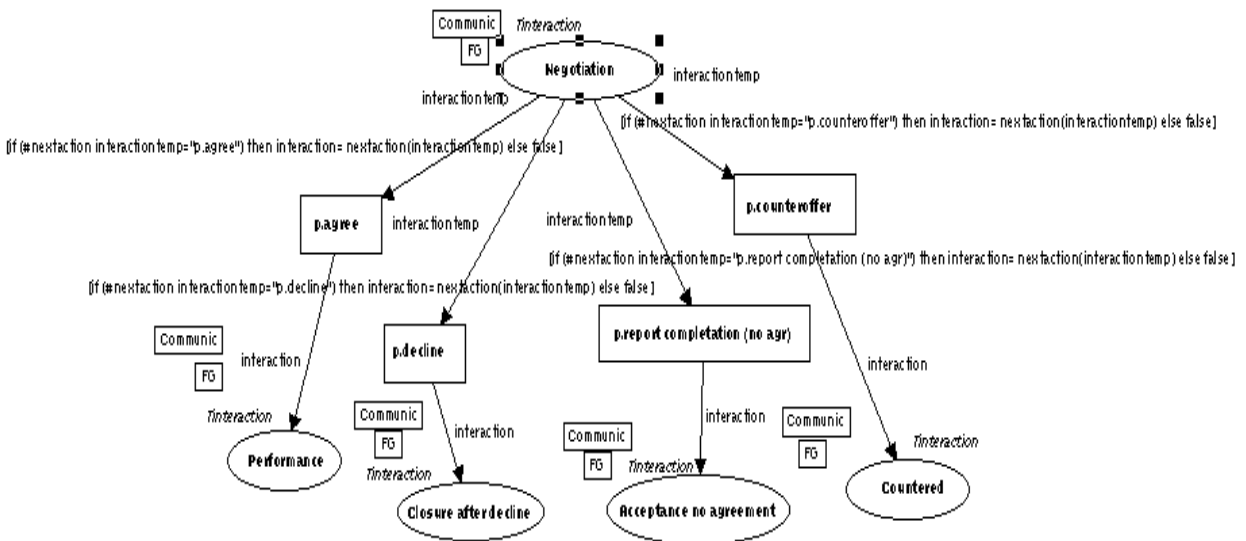 Communic
Tinteraction
FG
Negotiation
interactiontemp
interactiontemp
[if (#nextaction interactiontemp="p.counteroffer") then interaction= nextaction(interactiontemp) else false]
[if (#nextaction interactiontemp="p.agree") then interaction= nextaction(interactiontemp) else false]
p.agree
interactiontemp
interactiontemp
p.counteroffer
[if (#nextaction interactiontemp="p.report completation (no agr)") then interaction= nextaction(interactiontemp) else false]
[if (#nextaction interactiontemp="p.decline") then interaction= nextaction(interactiontemp) else false]
Communic
FG
interaction
p.decline
p.report completation (no agr)
interaction
Tinteraction
Performance
Communic
FG
Tinteraction
interaction
Closure after decline
interaction
Communic
FG
Tinteraction
Acceptance no agreement
Communic
FG
Tinteraction
Countered